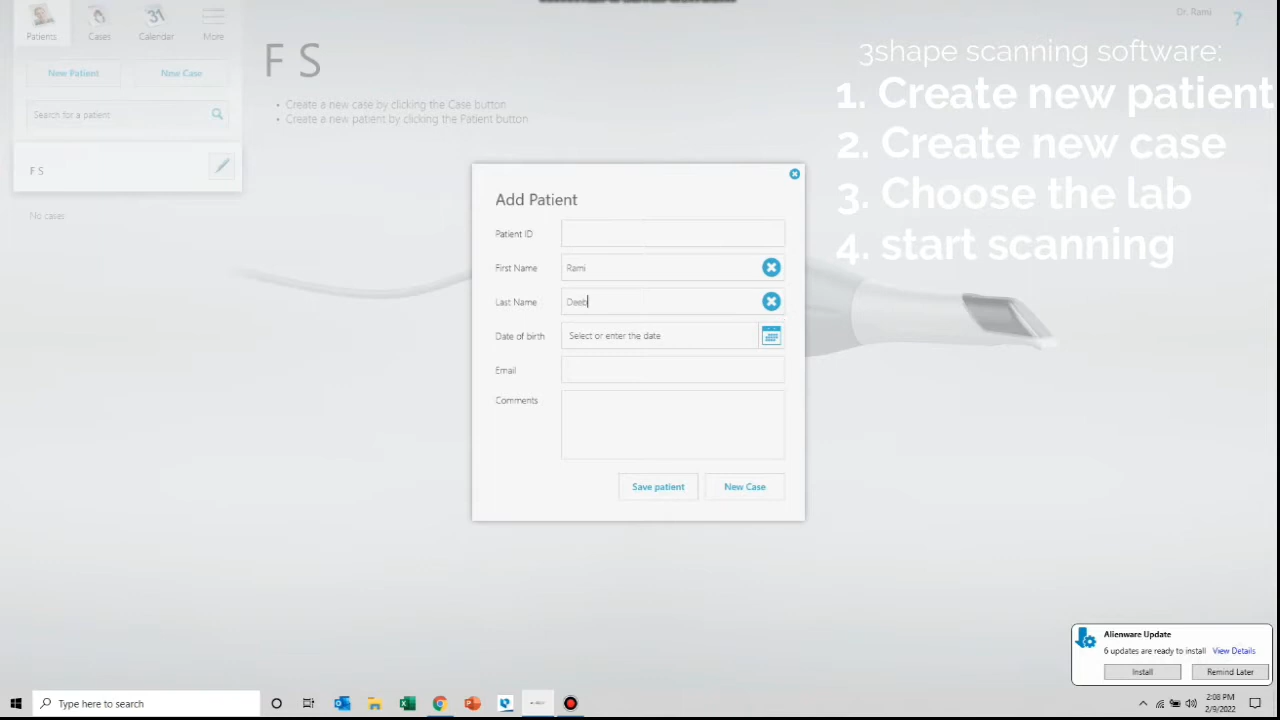 Patients
Cases
31
Calendar
More
New Patient
New Case
Search for a patient
F S
No cases
F S
• Create a new case by clicking the Case button
• Create a new patient by clicking the Patient button
Dr. Rami
?
3shape scanning software:
1. Create new patient
2. Create new case
3. Choose the lab
4. start scanning
Add Patient
Patient ID
First Name
Rami
Last Name
Deeb
Date of birth
Select or enter the date
Email
Comments
Save patient
New Case
Alienware Update
6 updates are ready to install View Details
Install
Remind Later
Type here to search
2:08 PM
2/9/2022